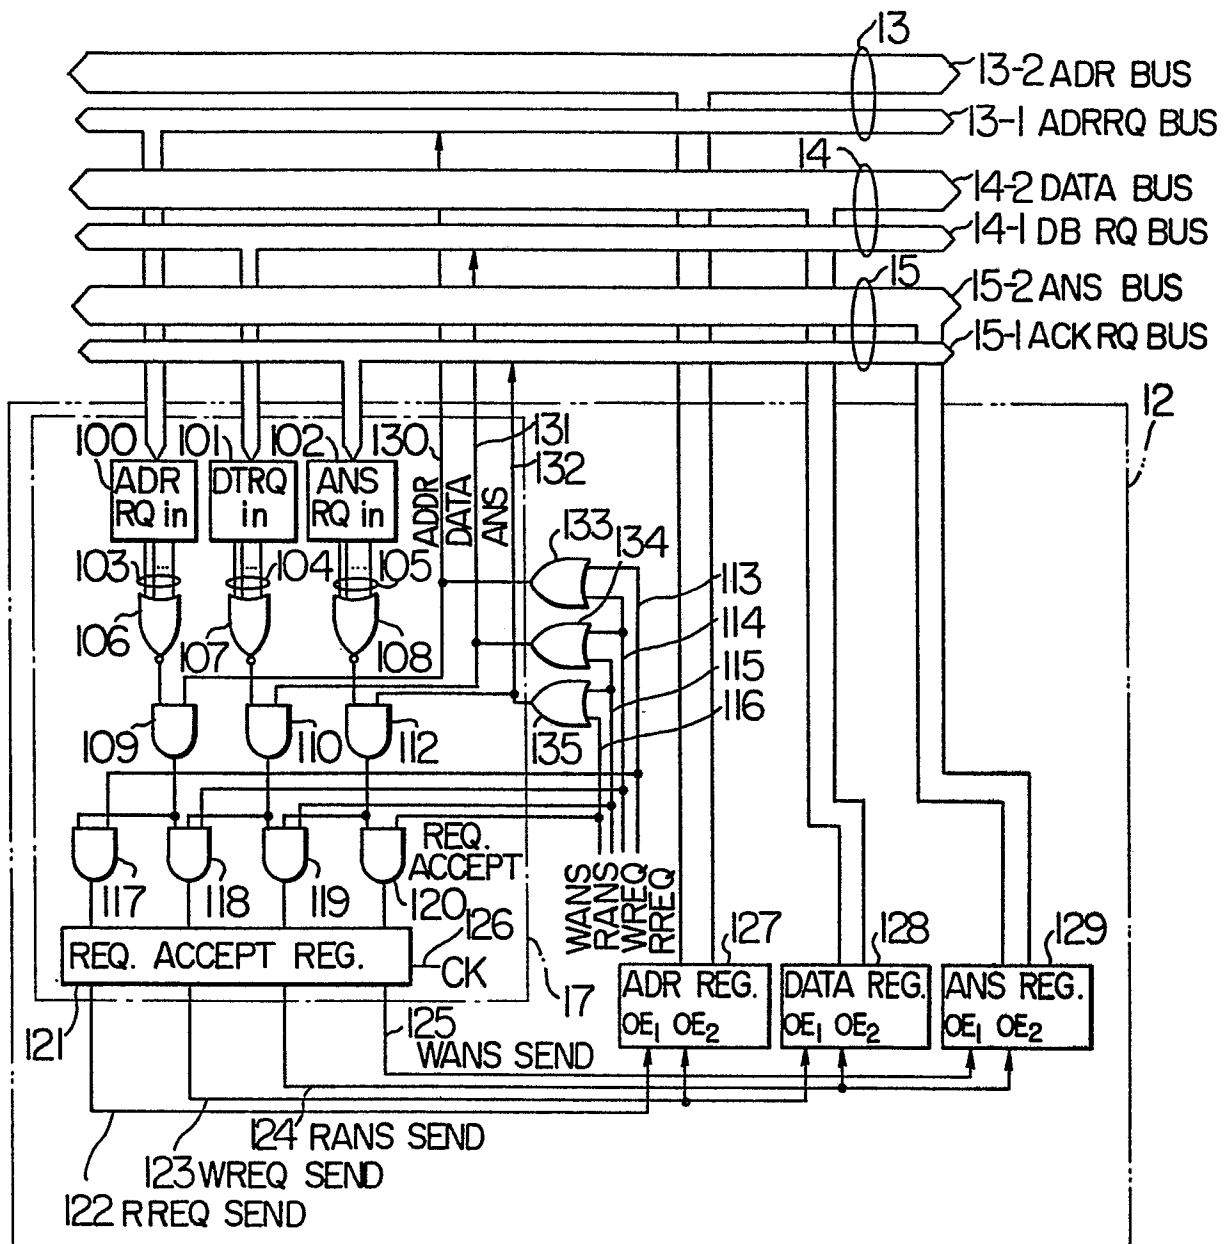 13
13-2 ADR BUS
13-1 ADRRQ BUS
14
14-2 DATA BUS
14-1 DB RQ BUS
15
15-2 ANS BUS
15-1 ACK RQ BUS
12
100
101
102
130
131
132
ADR
RQ in
DTRQ
in
ANS
RQ in
ADDR
DATA
ANS
133
134
103
104
105
113
114
115
116
106
107
108
109
110
112
135
REQ.
ACCEPT
117
118
119
120
WANS
RANS
WREQ
RREQ
126
127
128
129
REQ. ACCEPT REG.
CK
17
121
125
ADR REG.
OE1 OE2
DATA REG.
OE1 OE2
ANS REG.
OE1 OE2
WANS SEND
124 RANS SEND
123 WREQ SEND
122 RREQ SEND